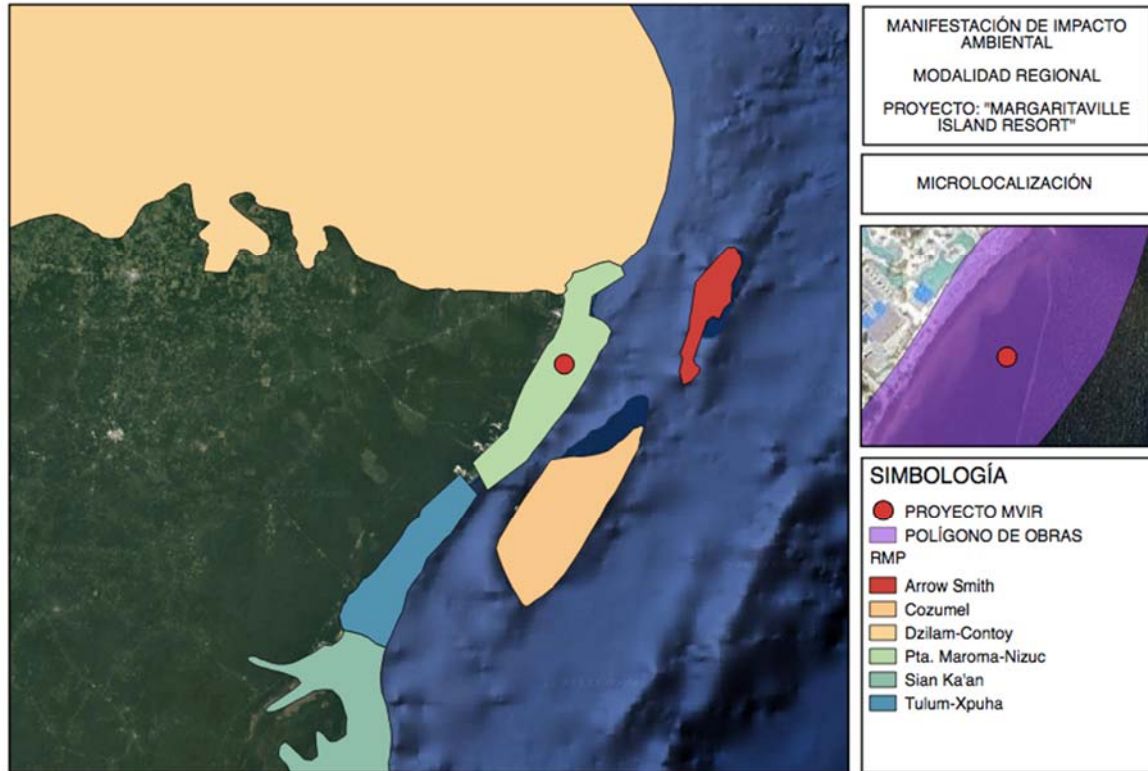 MANIFESTACIÓN DE IMPACTO
AMBIENTAL
MODALIDAD REGIONAL
PROYECTO: "MARGARITAVILLE
ISLAND RESORT"
MICROLOCALIZACIÓN
SIMBOLOGÍA
PROYECTO MVIR
POLÍGONO DE OBRAS
RMP
Arrow Smith
Cozumel
Dzilam-Contoy
Pta. Maroma-Nizuc
Sian Ka'an
Tulum-Xpuha